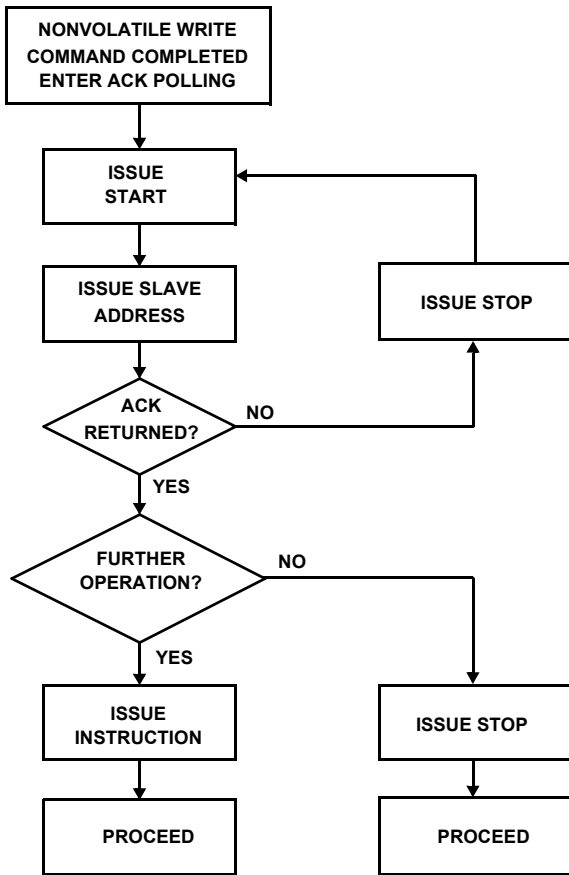 NONVOLATILE WRITE
COMMAND COMPLETED
ENTER ACK POLLING
ISSUE
START
ISSUE SLAVE
ADDRESS
ISSUE STOP
ACK
RETURNED?
NO
YES
FURTHER
OPERATION?
NO
YES
ISSUE
INSTRUCTION
ISSUE STOP
PROCEED
PROCEED